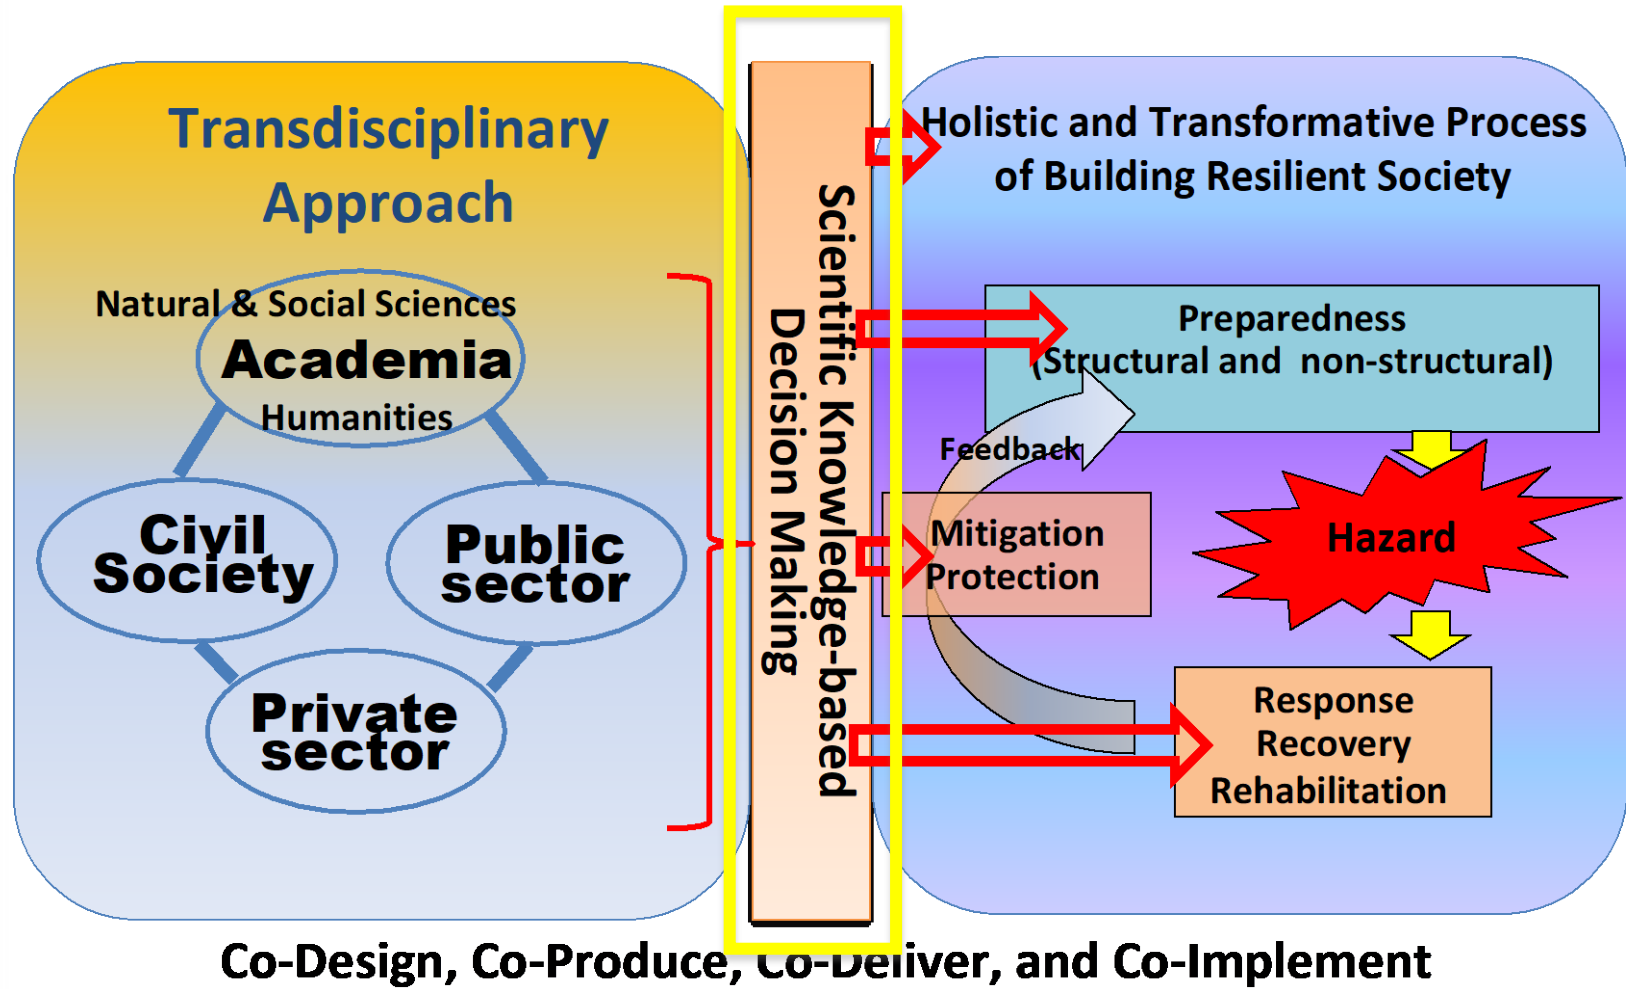 Transdisciplinary
Approach
Natural & Social Sciences
Academia
Humanities
Civil
Society
Public
sector
Private
sector
Scientific Knowledge-based
Decision Making
Holistic and Transformative Process
of Building Resilient Society
Preparedness
(Structural and non-structural)
Feedback
Mitigation
Protection
Hazard
Response
Recovery
Rehabilitation
Co-Design, Co-Produce, Co-Deliver, and Co-Implement